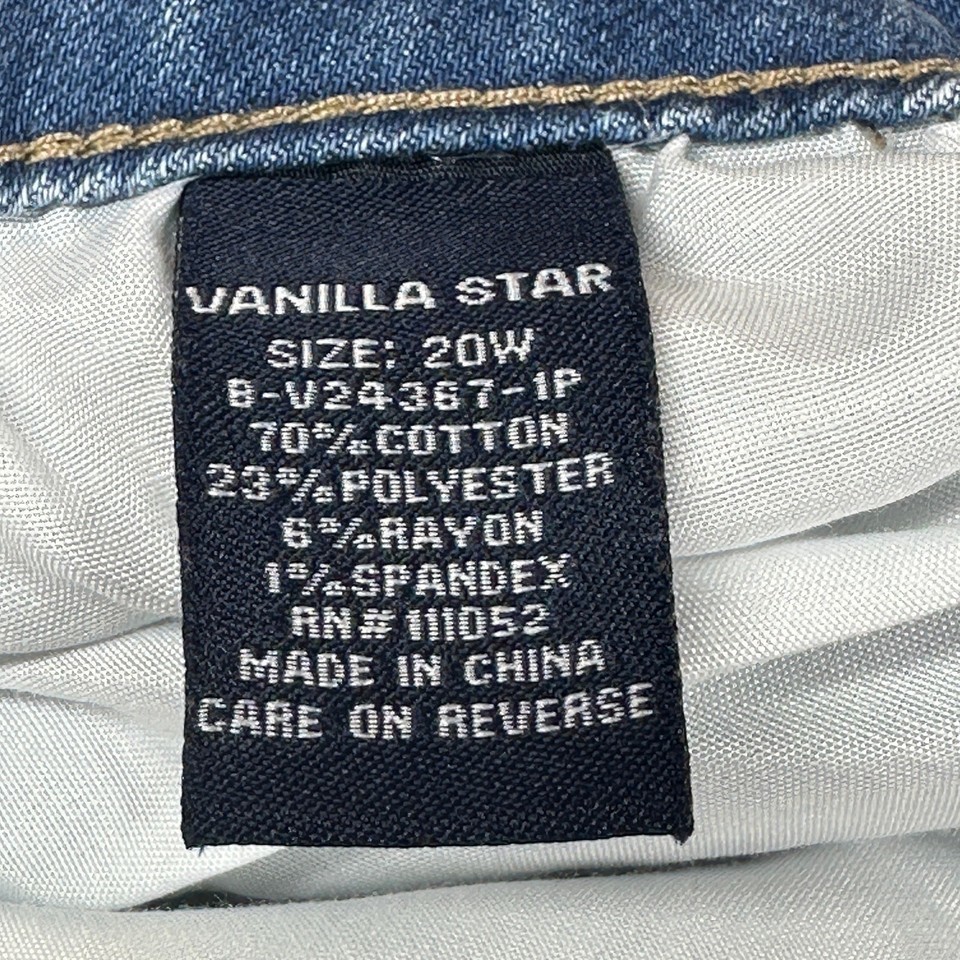 VANILLA STAR
SIZE: 20W
B-V24367-1P
70%COTTON
23%POLYESTER
6%RAYON
1%SPANDEX
RN#111052
MADE IN CHINA
CARE ON REVERSE